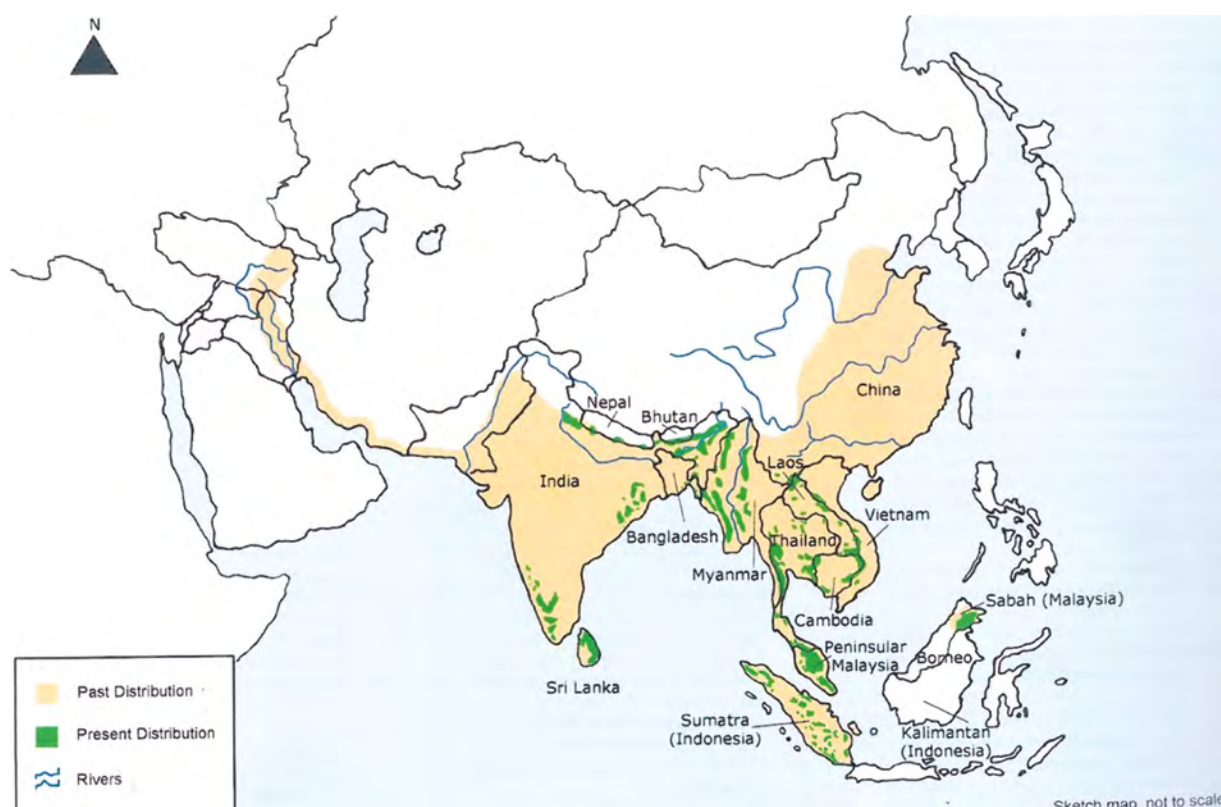 N
China
Nepal
Bhutan
India
Laos
Bangladesh
Vietnam
Thailand
Myanmar
Cambodia
Sabah (Malaysia)
Peninsular
Malaysia
Borneo
Sri Lanka
Sumatra
(Indonesia)
Kalimantan
(Indonesia)
Past Distribution
Present Distribution
Rivers
Sketch map, not to scale